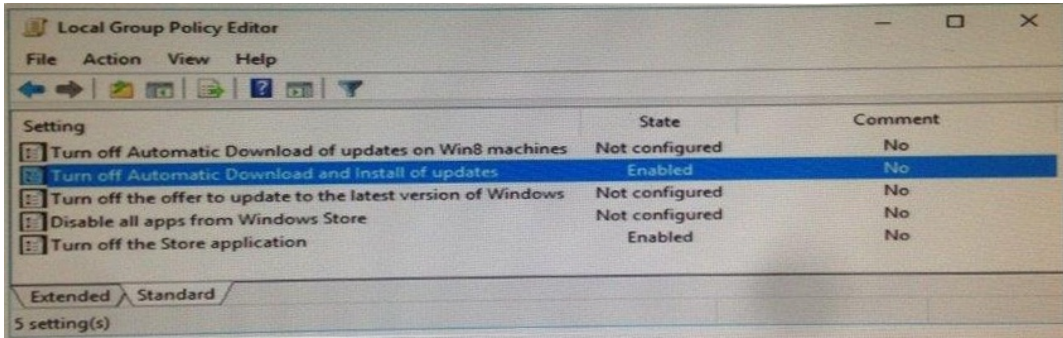 Local Group Policy Editor
File Action View Help
Setting State Comment
Turn off Automatic Download of updates on Win8 machines Not configured No
Turn off Automatic Download and Install of updates Enabled No
Turn off the offer to update to the latest version of Windows Not configured No
Disable all apps from Windows Store Not configured No
Turn off the Store application Enabled No
Extended Standard
5 setting(s)